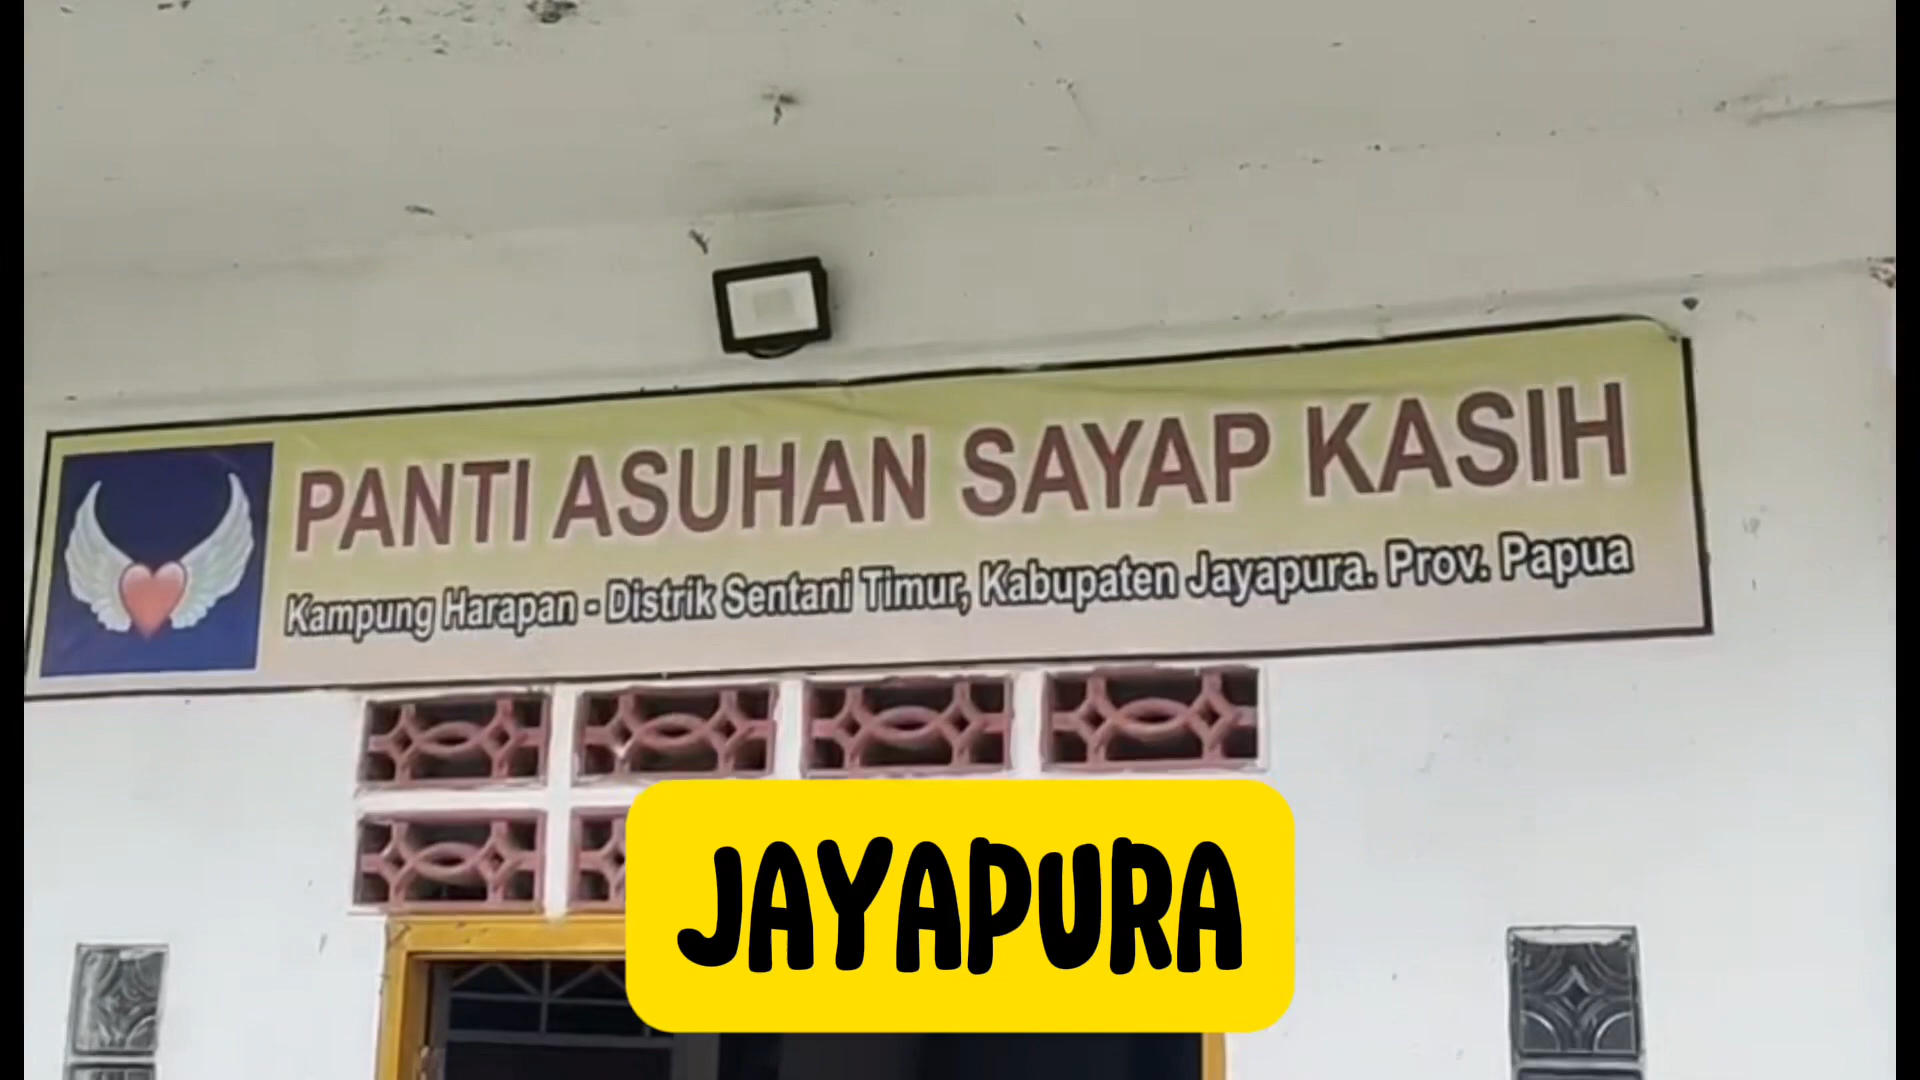 PANTI ASUHAN SAYAP KASIH
Kampung Harapan - Distrik Sentani Timur, Kabupaten Jayapura. Prov. Papua
JAYAPURA